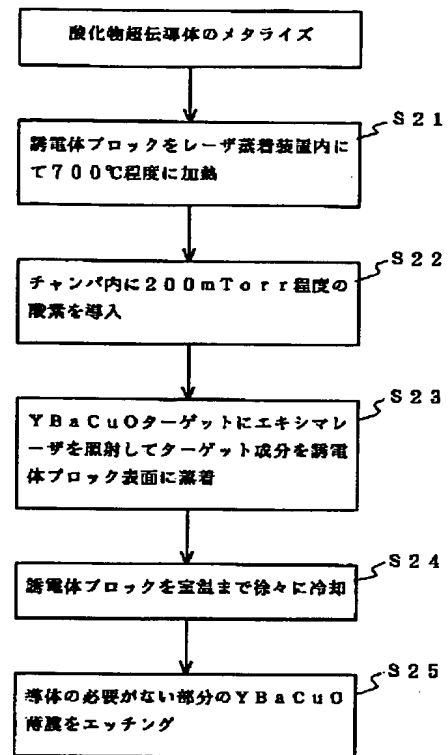 酸化物超伝導体のメタライズ
S21
誘電体ブロックをレーザ蒸着装置内に
て700℃程度に加熱
S22
チャンバ内に200mTorr程度の
酸素を導入
S23
YBaCuOターゲットにエキシマレ
ーザを照射してターゲット成分を誘電
体ブロック表面に蒸着
S24
誘電体ブロックを室温まで徐々に冷却
S25
導体の必要がない部分のYBaCuO
薄膜をエッチング